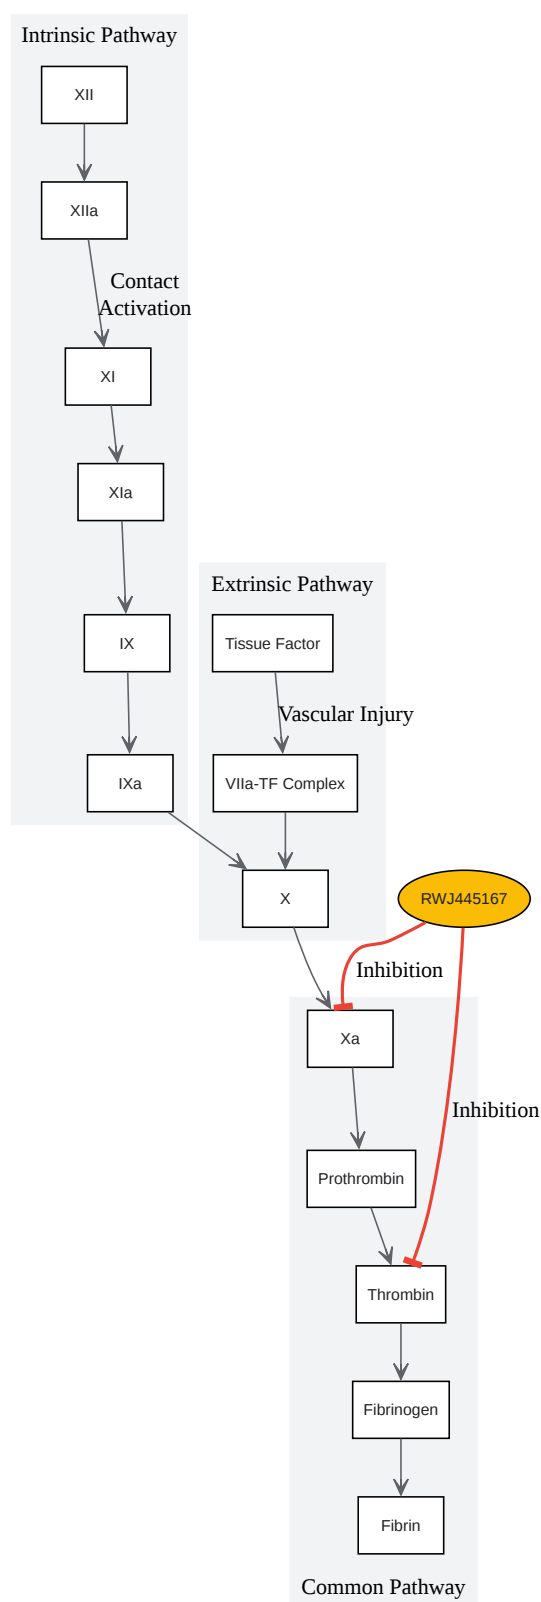 Intrinsic Pathway
XII
XIIa
Contact
Activation
XI
XIa
Extrinsic Pathway
IX
Tissue Factor
Vascular Injury
IXa
VIIa-TF Complex
X
RWJ445167
Inhibition
Xa
Inhibition
Prothrombin
Thrombin
Fibrinogen
Fibrin
Common Pathway